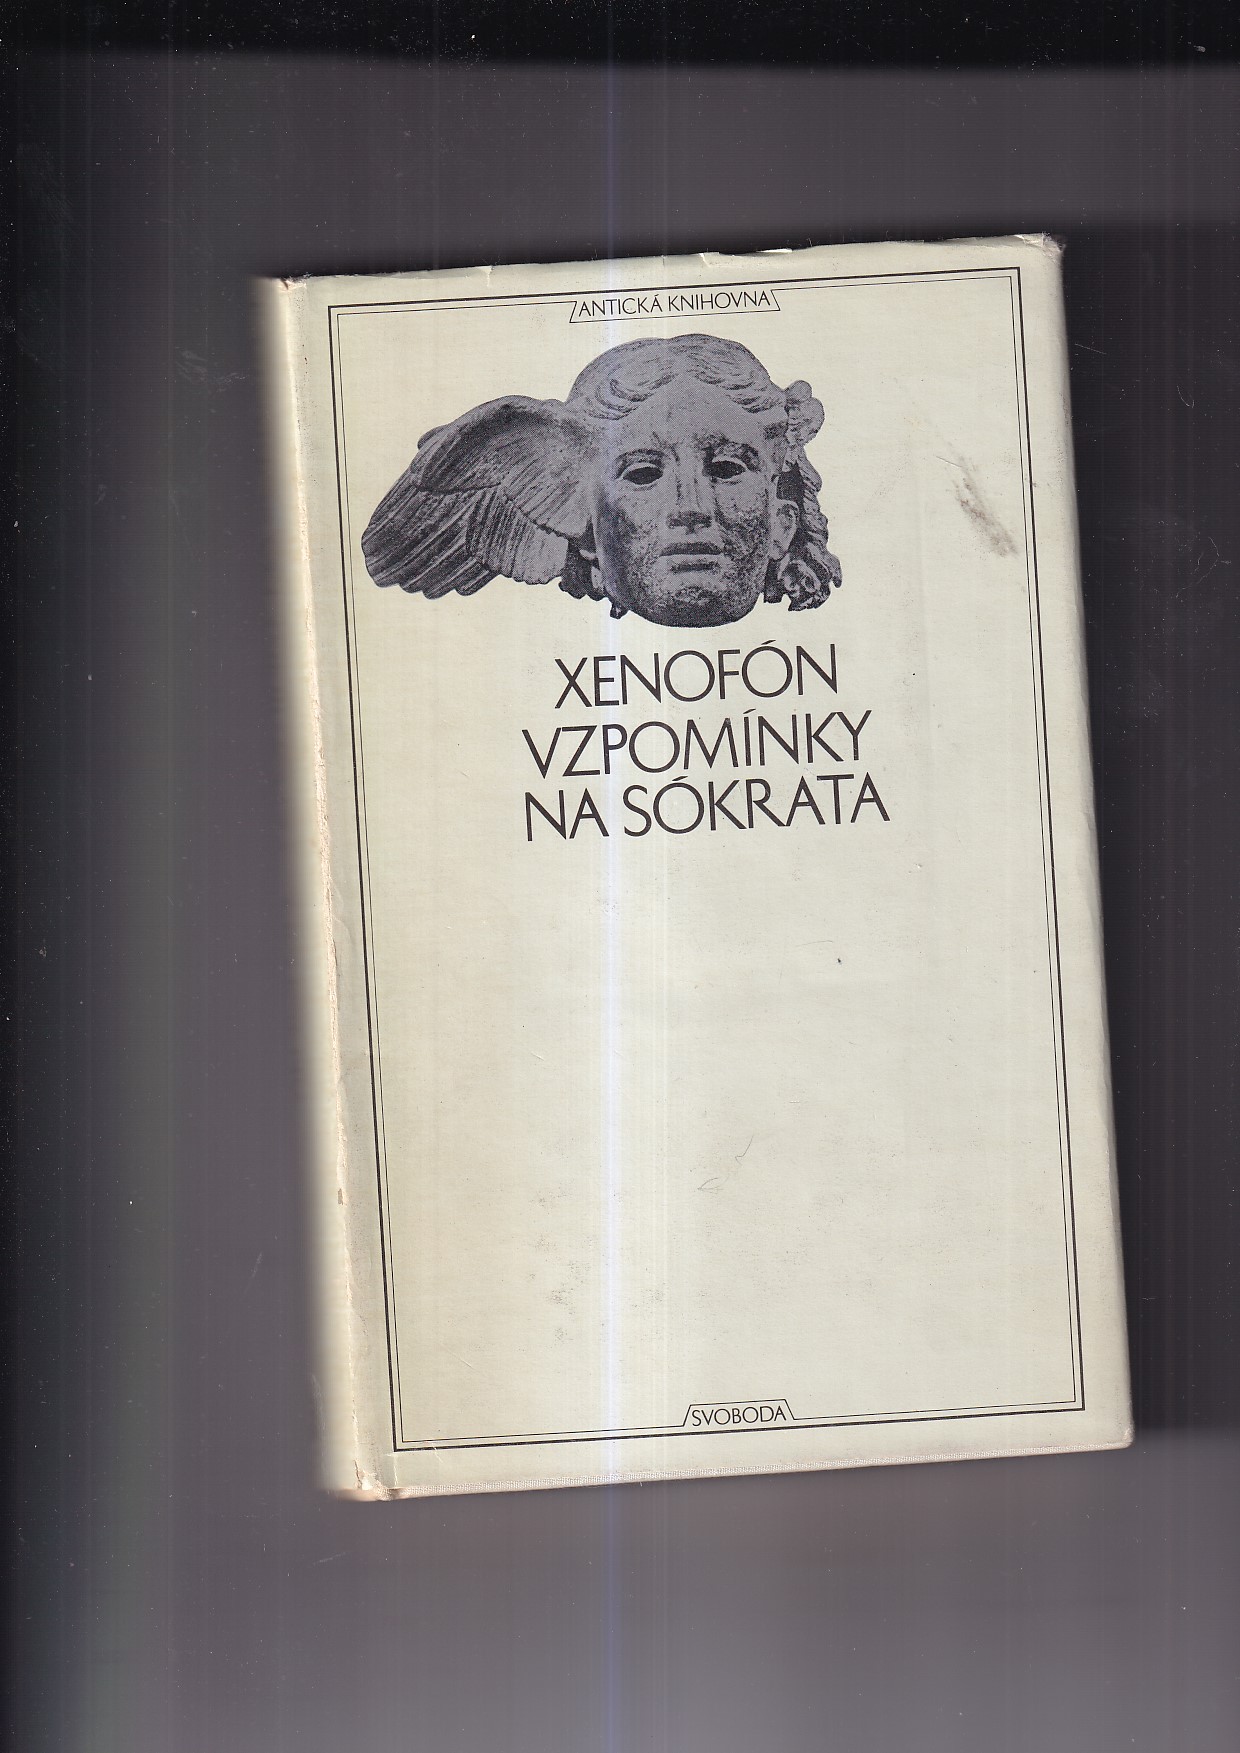 ANTICKÁ KNIHOVNA
XENOFÓN
VZPOMÍNKY
NA SÓKRATA
SVOBODA